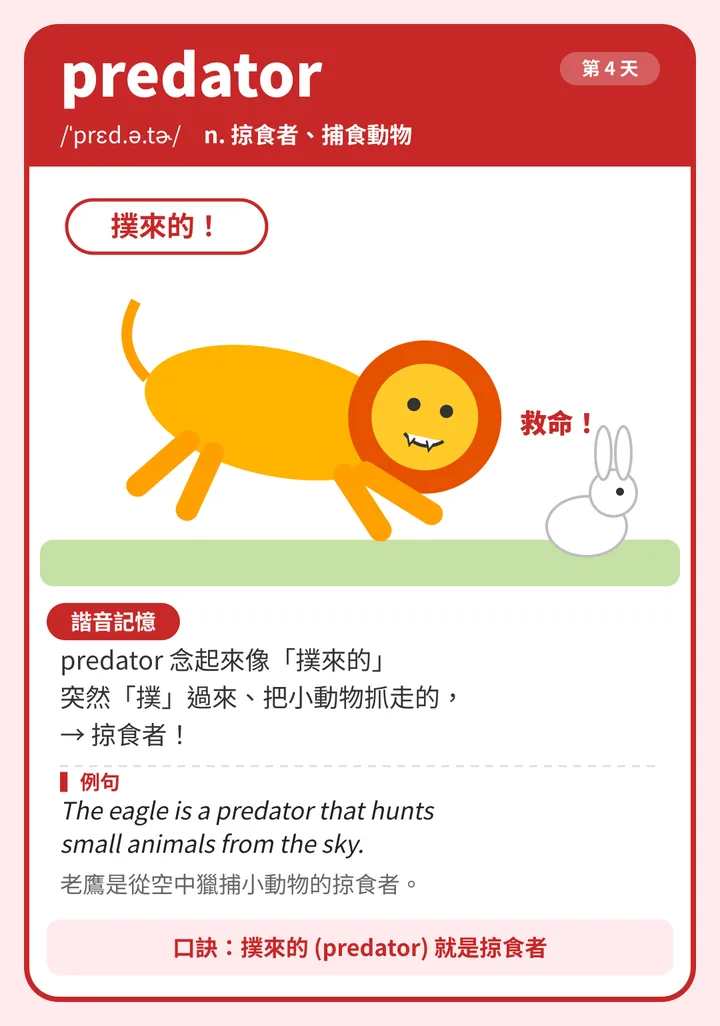 predator
第 4 天
/ˈprɛd.ə.tɚ/ n. 掠食者、捕食動物
撲來的！
救命！
諧音記憶
predator 念起來像「撲來的」
突然「撲」過來、把小動物抓走的，
→ 掠食者！
例句
The eagle is a predator that hunts
small animals from the sky.
老鷹是從空中獵捕小動物的掠食者。
口訣：撲來的 (predator) 就是掠食者